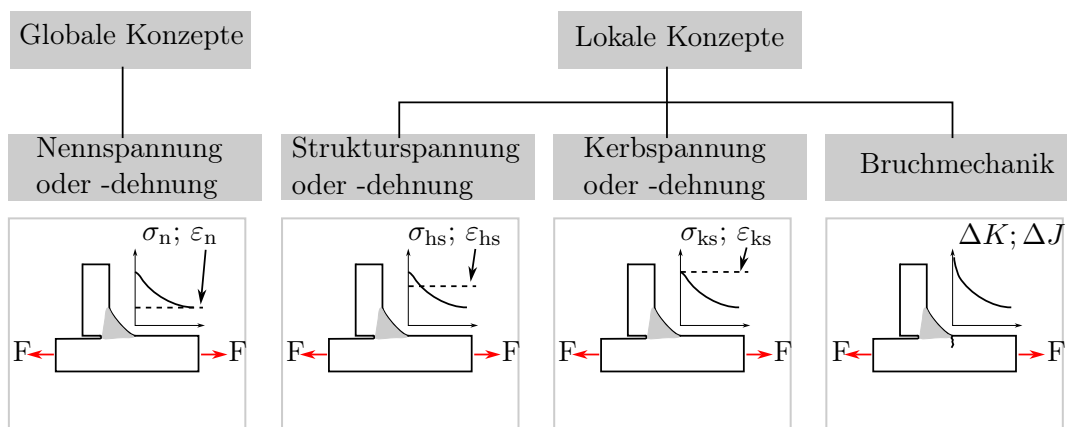 Globale Konzepte
Lokale Konzepte
Nennspannung
oder -dehnung
Strukturspannung
oder -dehnung
Kerbspannung
oder -dehnung
Bruchmechanik
σn; εn
σhs; εhs
σks; εks
ΔK; ΔJ
F F
F F
F F
F F